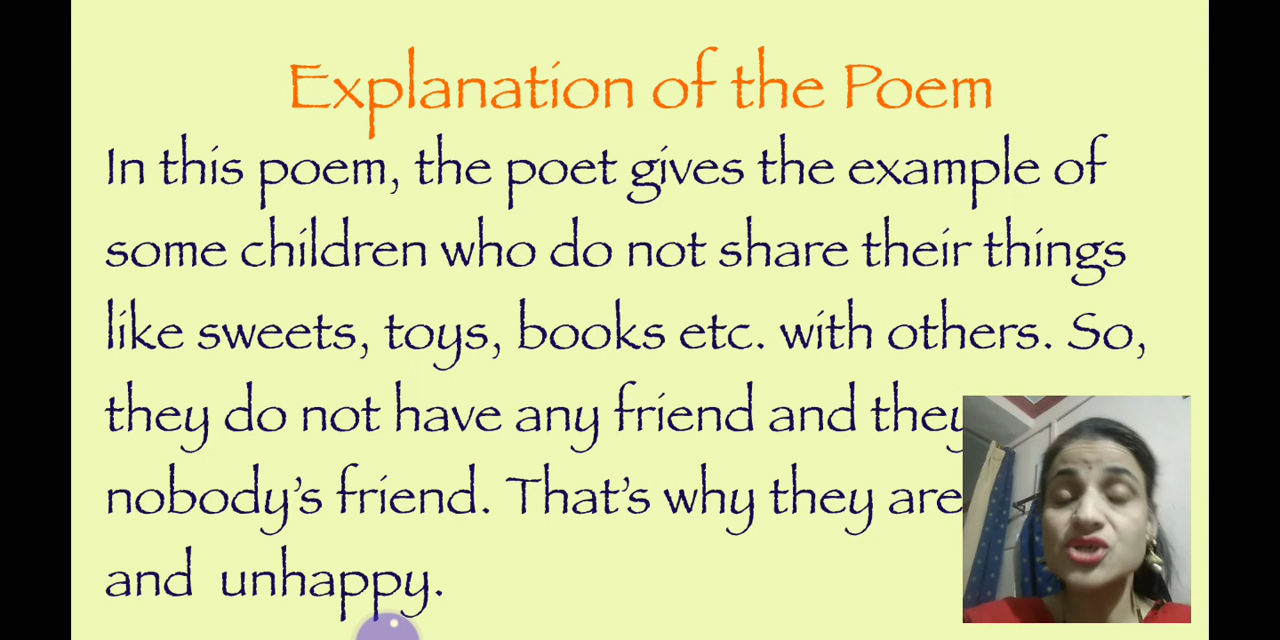 Explanation of the Poem
In this poem, the poet gives the example of
some children who do not share their things
like sweets, toys, books etc. with others. So,
they do not have any friend and they
nobody's friend. That's why they are
and unhappy.